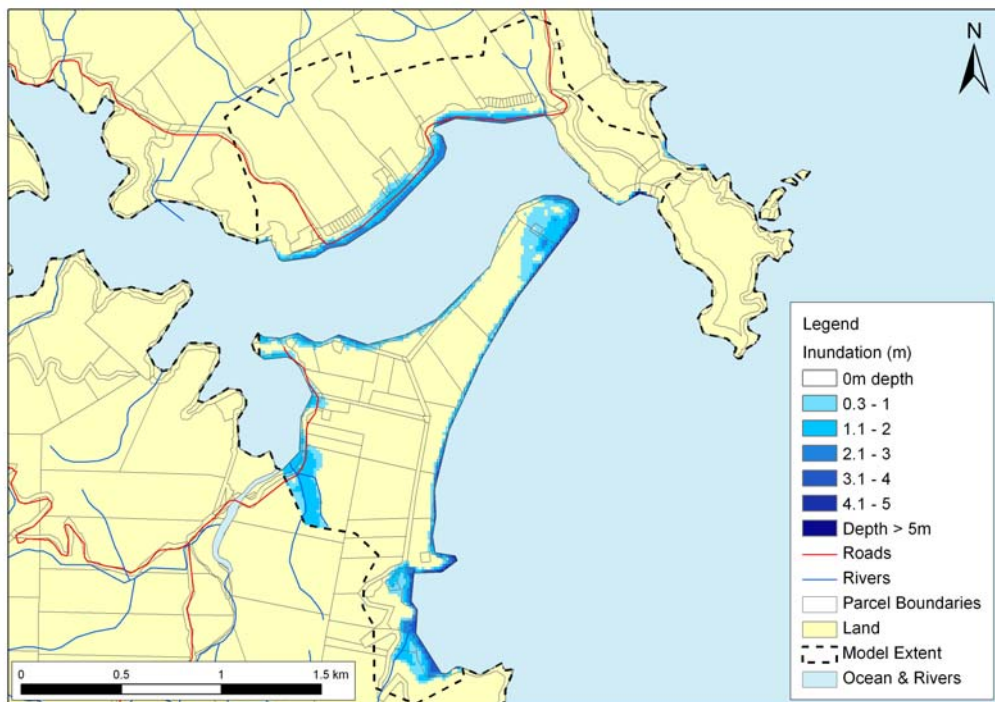 N
Legend
Inundation (m)
0m depth
0.3 - 1
1.1 - 2
2.1 - 3
3.1 - 4
4.1 - 5
Depth > 5m
Roads
Rivers
Parcel Boundaries
Land
Model Extent
Ocean & Rivers
0 0.5 1 1.5 km